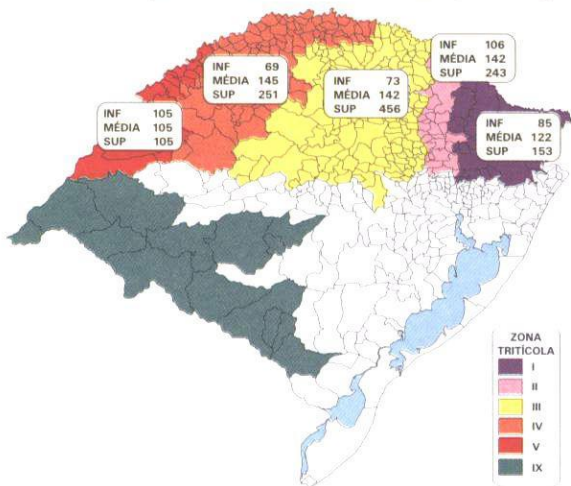 INF 106
MÉDIA 142
SUP 243
INF 69
MÉDIA 145
SUP 251
INF 73
MÉDIA 142
SUP 456
INF 105
MÉDIA 105
SUP 105
INF 85
MÉDIA 122
SUP 153
ZONA
TRITÍCOLA
I
II
III
IV
V
IX